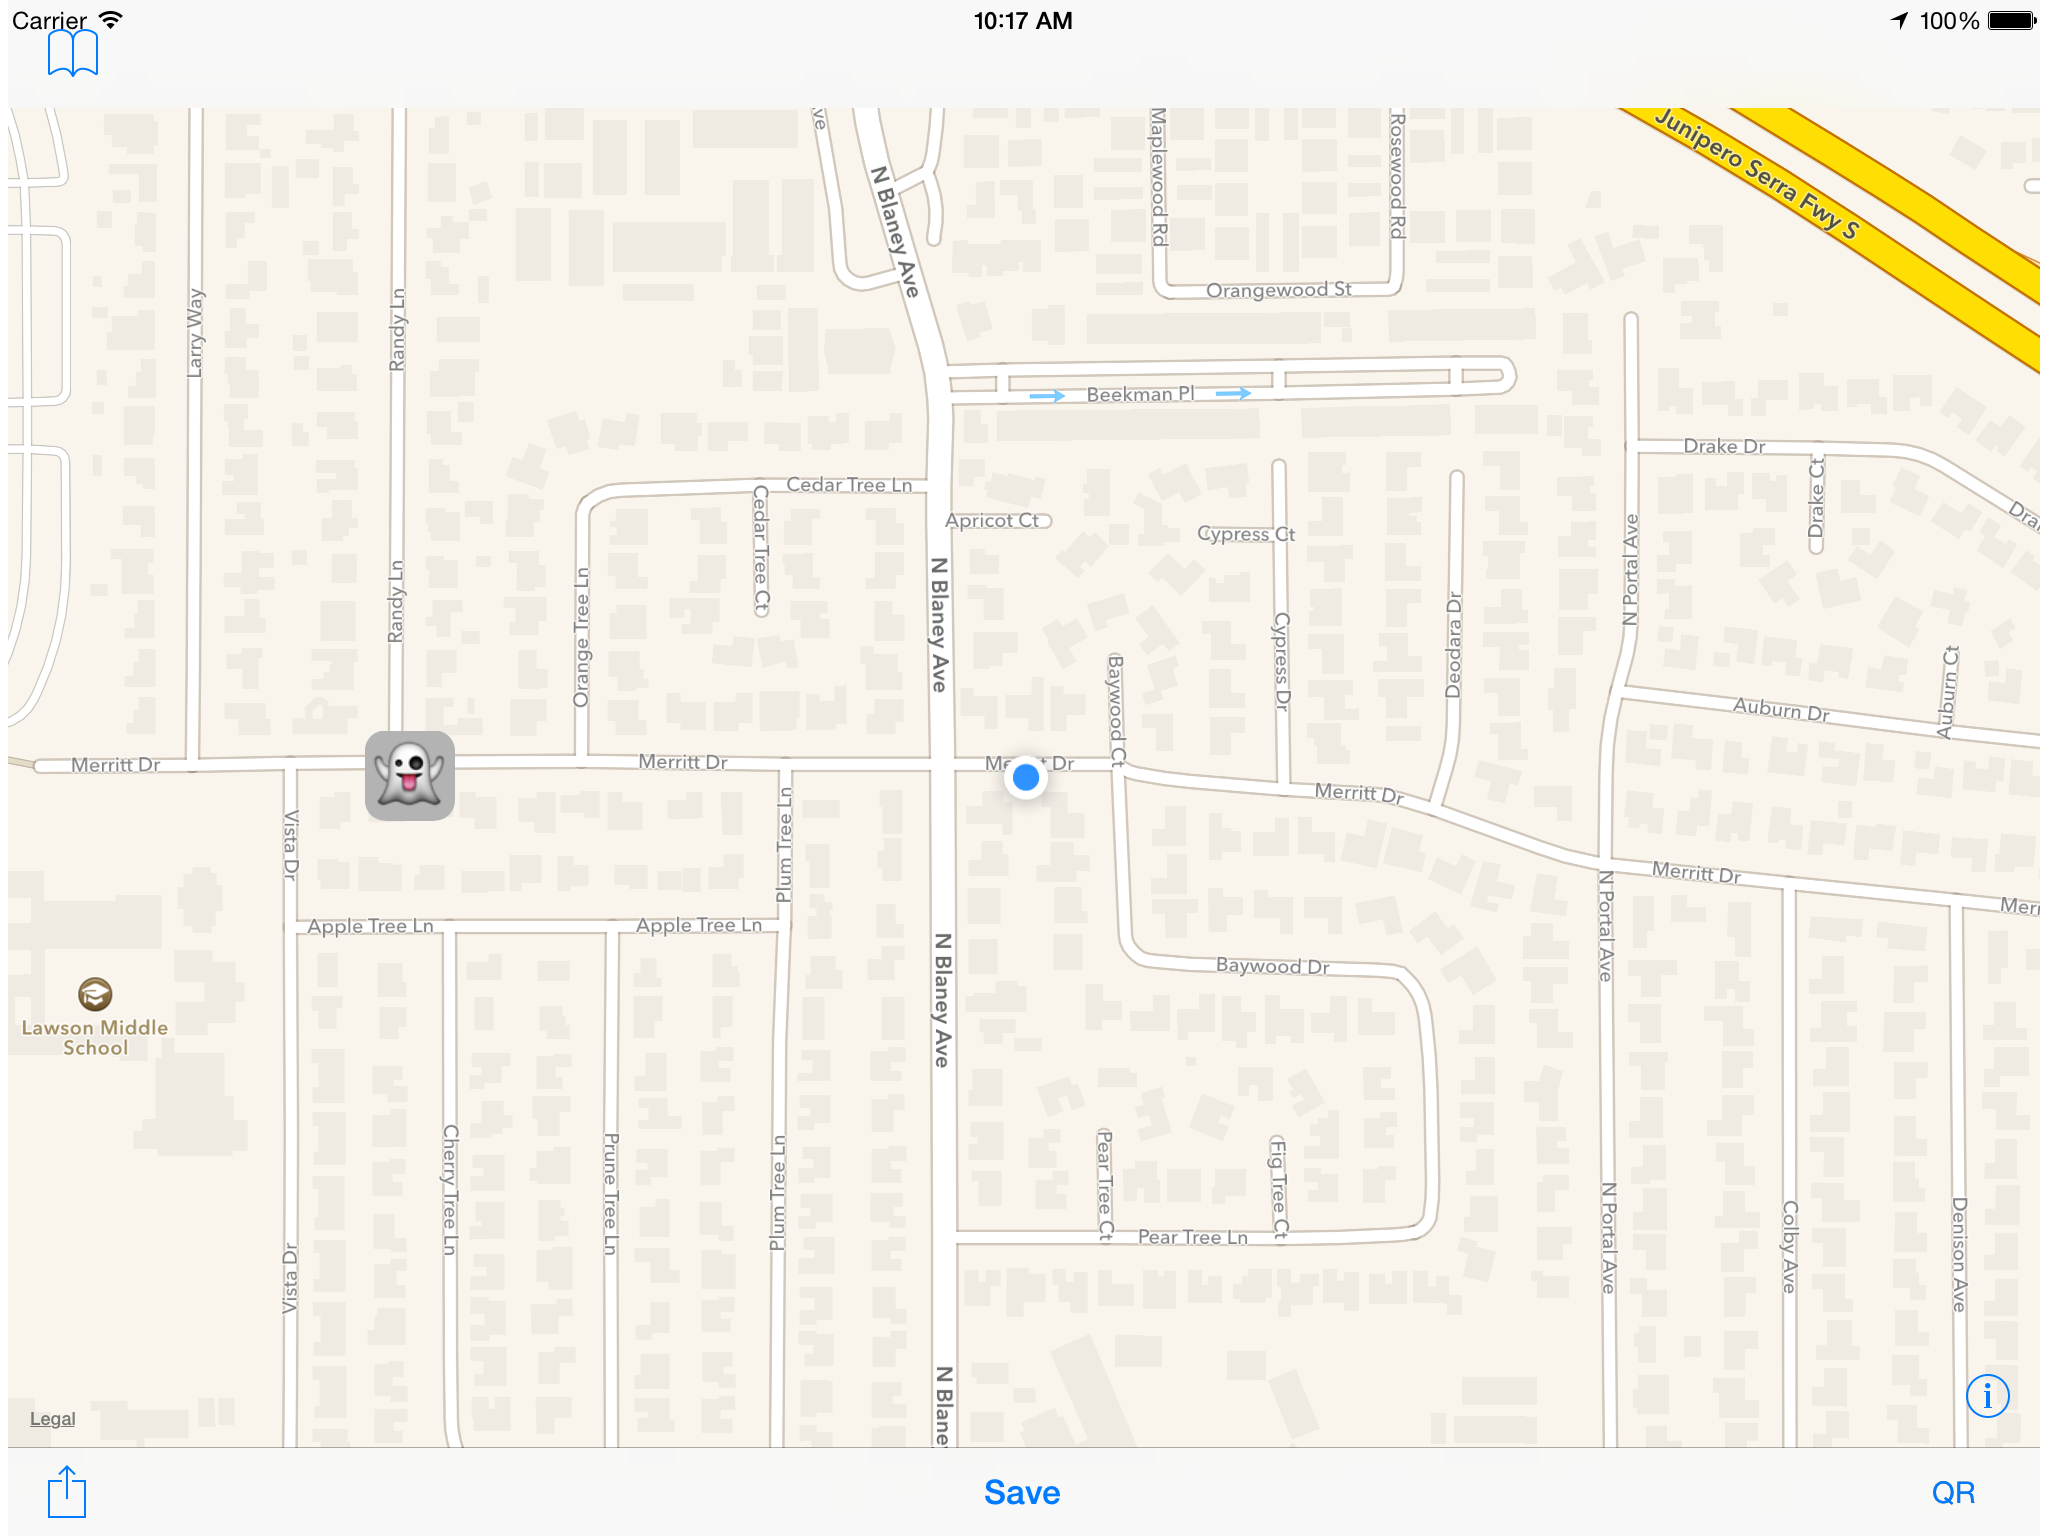 Carrier
10:17 AM
100%
Junipero Serra Fwy S
Maplewood Rd
Rosewood Rd
N Blaney Ave
Orangewood St
Larry Way
Randy Ln
Beekman Pl
Drake Dr
Drake Ct
Cedar Tree Ln
Cedar Tree Ct
Apricot Ct
Cypress Ct
N Portal Ave
Randy Ln
Orange Tree Ln
N Blaney Ave
Cypress Dr
Deodara Dr
Baywood Ct
Auburn Ct
Auburn Dr
Merritt Dr
Merritt Dr
Merritt Dr
Merritt Dr
Vista Dr
Plum Tree Ln
Merritt Dr
Apple Tree Ln
Apple Tree Ln
N Portal Ave
N Blaney Ave
Baywood Dr
Lawson Middle
School
Cherry Tree Ln
Prune Tree Ln
Plum Tree Ln
Pear Tree Ct
Fig Tree Ct
Pear Tree Ln
Vista Dr
N Portal Ave
Colby Ave
Denison Ave
N Blaney
Legal
Save
QR